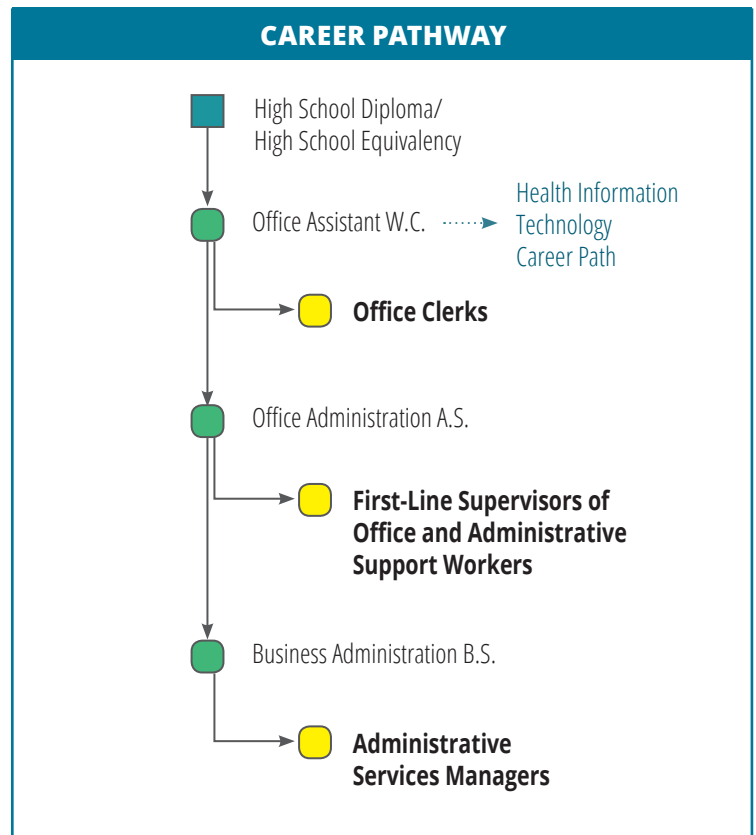 CAREER PATHWAY
High School Diploma/
High School Equivalency
Office Assistant W.C.
Health Information
Technology
Career Path
Office Clerks
Office Administration A.S.
First-Line Supervisors of
Office and Administrative
Support Workers
Business Administration B.S.
Administrative
Services Managers